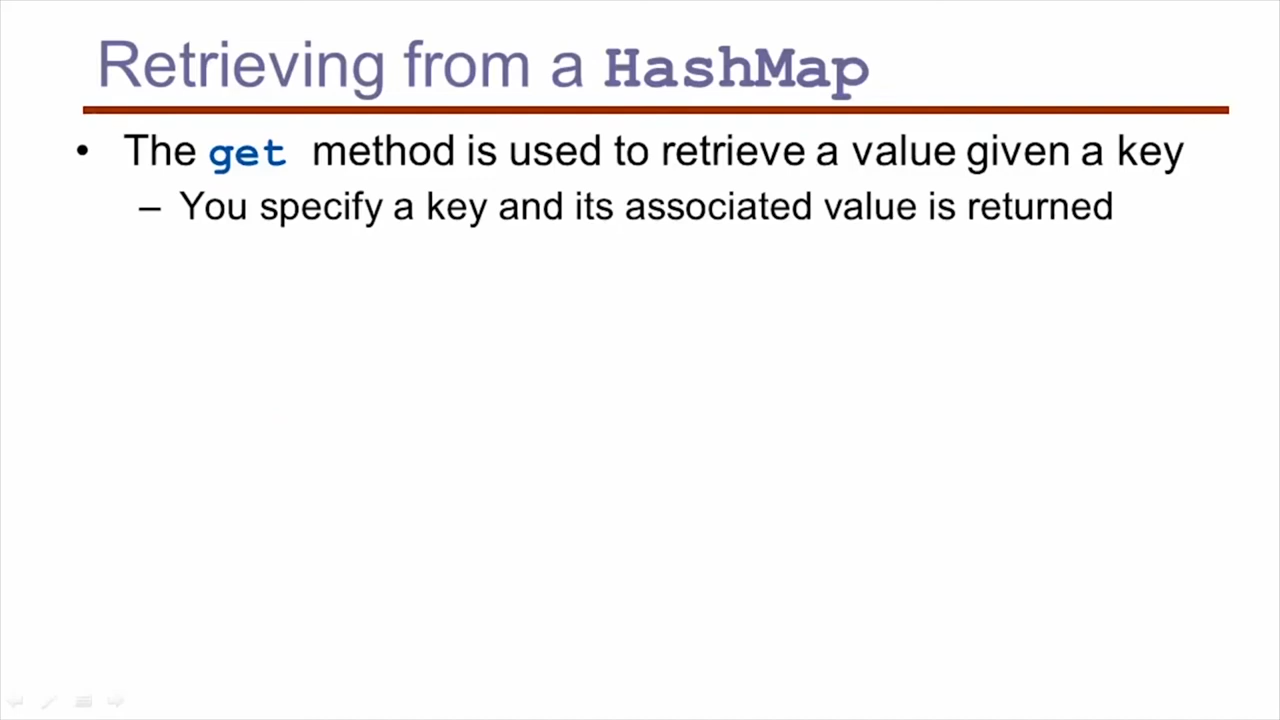 Retrieving from a HashMap
• The get method is used to retrieve a value given a key
– You specify a key and its associated value is returned